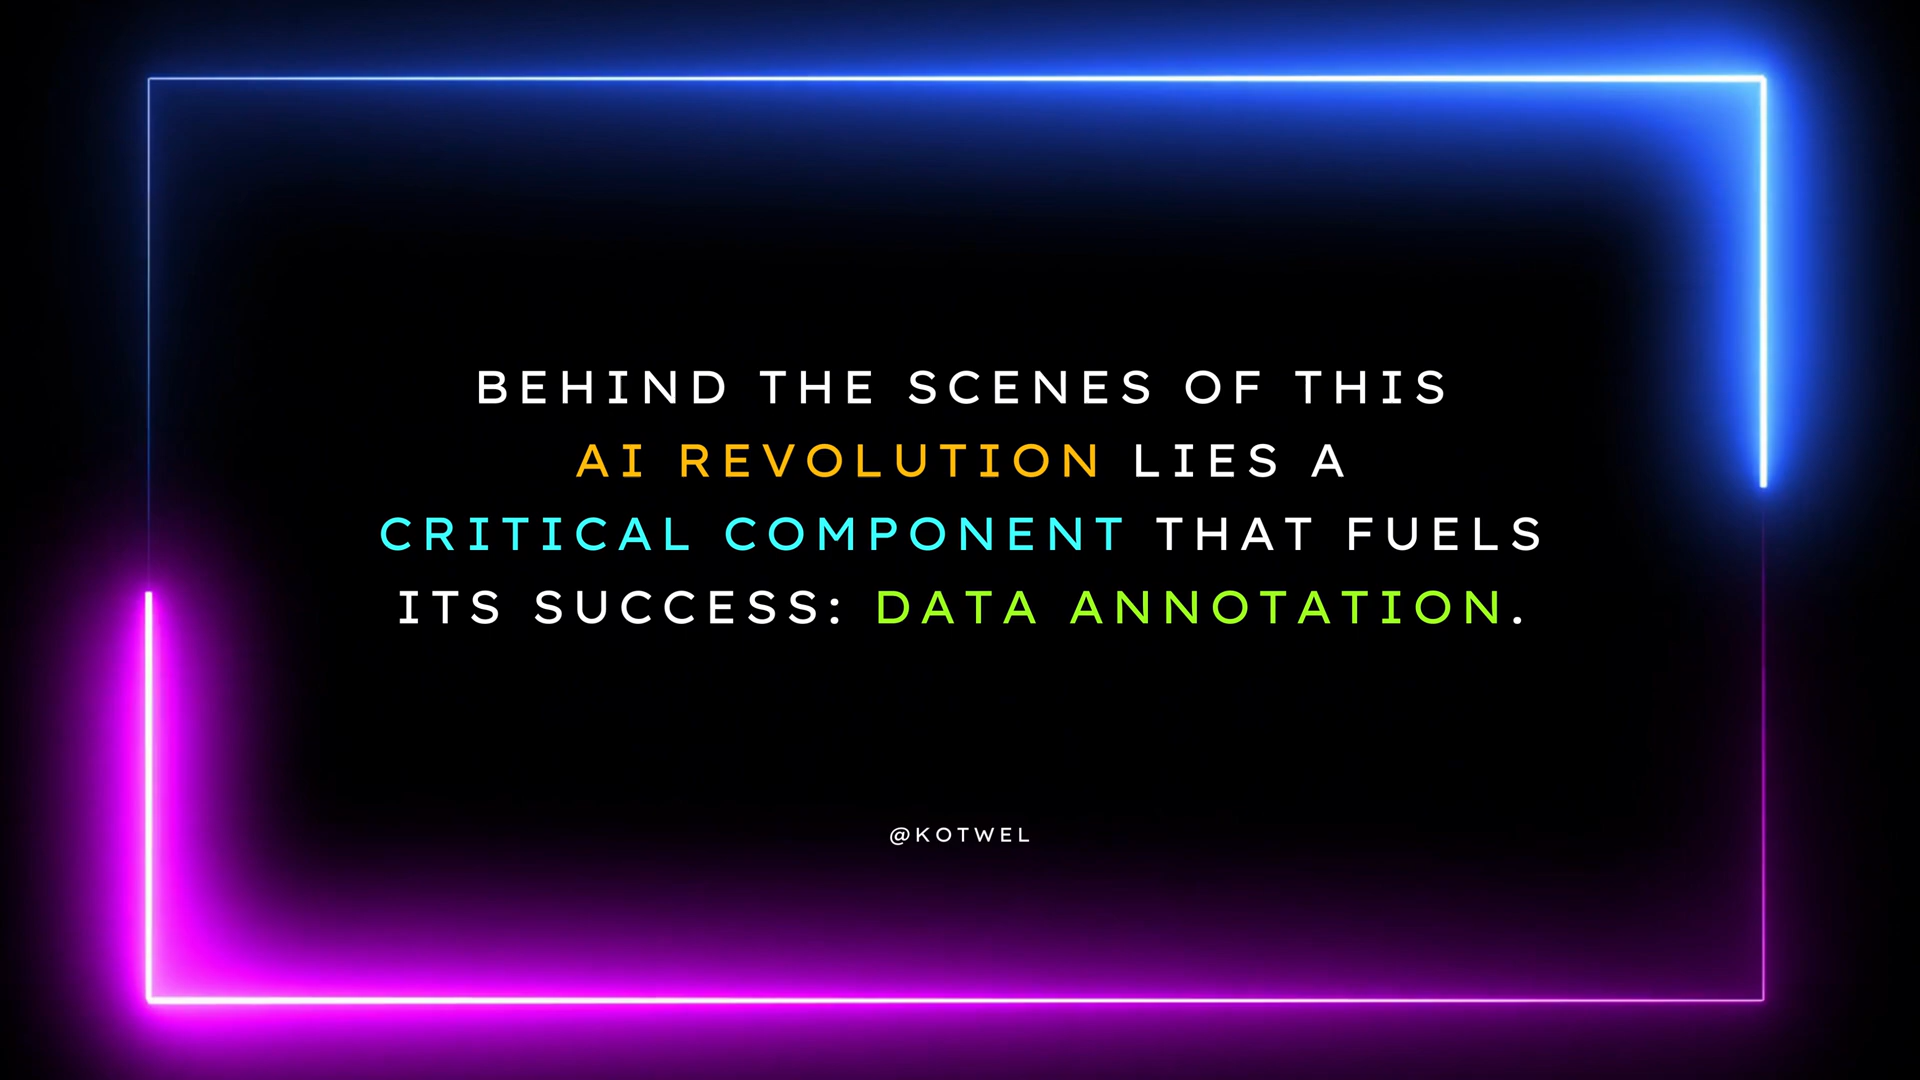 BEHIND THE SCENES OF THIS
AI REVOLUTION LIES A
CRITICAL COMPONENT THAT FUELS
ITS SUCCESS: DATA ANNOTATION.
@KOTWEL